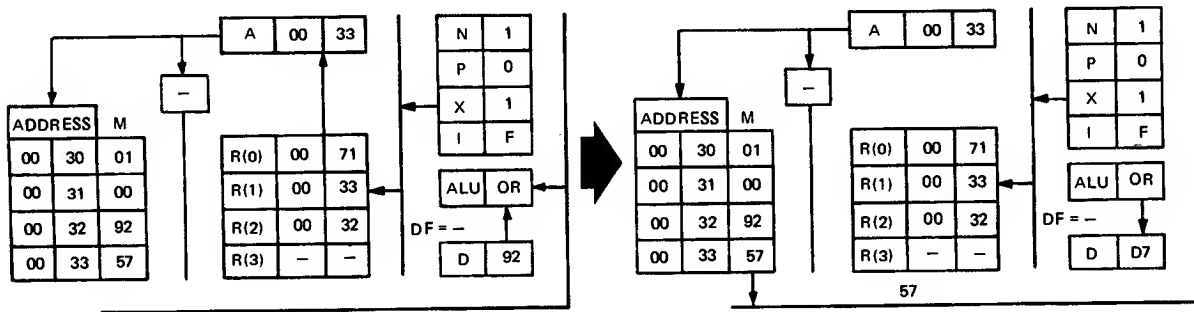 A 00 33
N 1
P 0
X 1
I F
–
ADDRESS M
00 30 01
00 31 00
00 32 92
00 33 57
R(0) 00 71
R(1) 00 33
R(2) 00 32
R(3) – –
ALU OR
DF = –
D 92
A 00 33
N 1
P 0
X 1
I F
–
ADDRESS M
00 30 01
00 31 00
00 32 92
00 33 57
R(0) 00 71
R(1) 00 33
R(2) 00 32
R(3) – –
ALU OR
DF = –
D D7
57